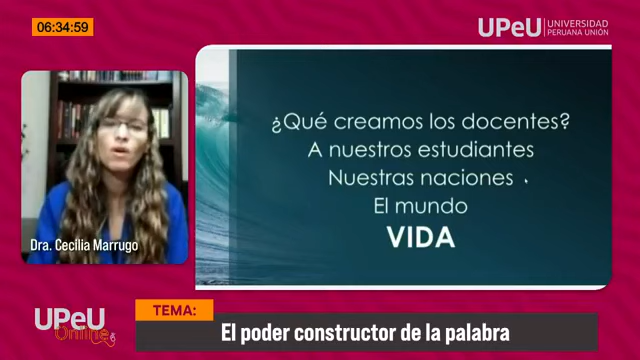 06:34:59
UPeU UNIVERSIDAD
PERUANA UNIÓN
¿Qué creamos los docentes?
A nuestros estudiantes
Nuestras naciones
El mundo
VIDA
Dra. Cecilia Marrugo
UPeU
Online
TEMA:
El poder constructor de la palabra